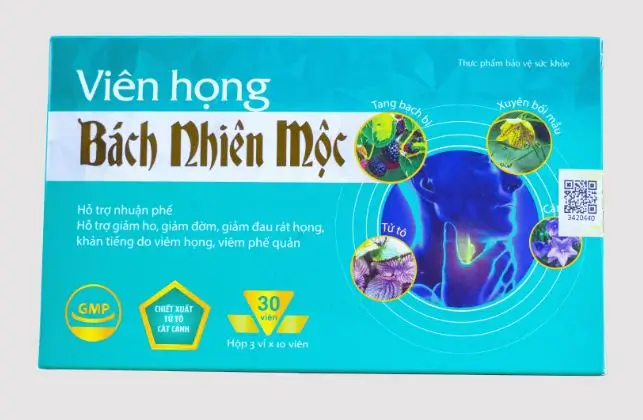 Thực phẩm bảo vệ sức khỏe
Viên họng
Bách Nhiên Mộc
Tang bạch bì
Xuyên bối mẫu
Tử tô
3420440
Hỗ trợ nhuận phế
Hỗ trợ giảm ho, giảm đờm, giảm đau rát họng,
khản tiếng do viêm họng, viêm phế quản
GMP
CHIẾT XUẤT
TỪ TÔ
CÁT CÁNH
30
viên
Hộp 3 vỉ x 10 viên